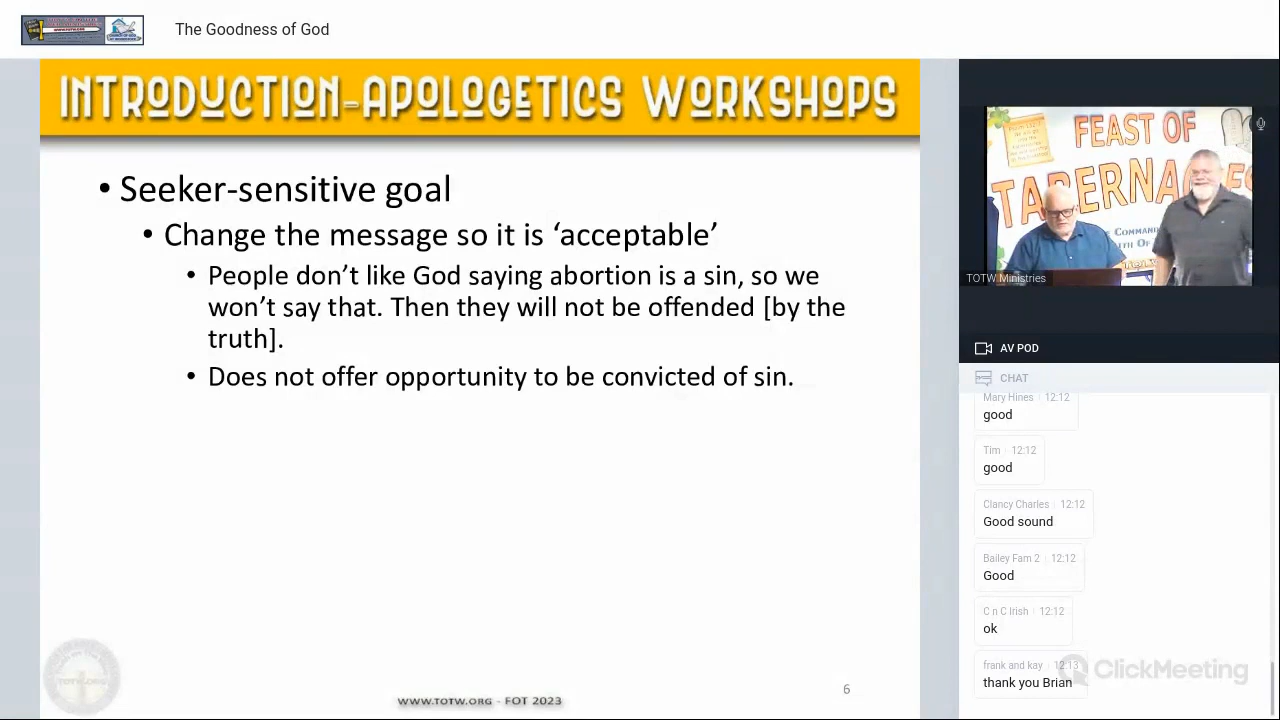 The Goodness of God
INTRODUCTION-APOLOGETICS WORKSHOPS
• Seeker-sensitive goal
• Change the message so it is ‘acceptable’
• People don’t like God saying abortion is a sin, so we
won’t say that. Then they will not be offended [by the
truth].
• Does not offer opportunity to be convicted of sin.
WWW.TOTW.ORG - FOT 2023
6
FEAST OF
TABERNACLES
TOTW Ministries
AV POD
CHAT
Mary Hines 12:12
good
Tim 12:12
good
Clancy Charles 12:12
Good sound
Bailey Fam 2 12:12
Good
C n C Irish 12:12
ok
frank and kay 12:13
thank you Brian
ClickMeeting